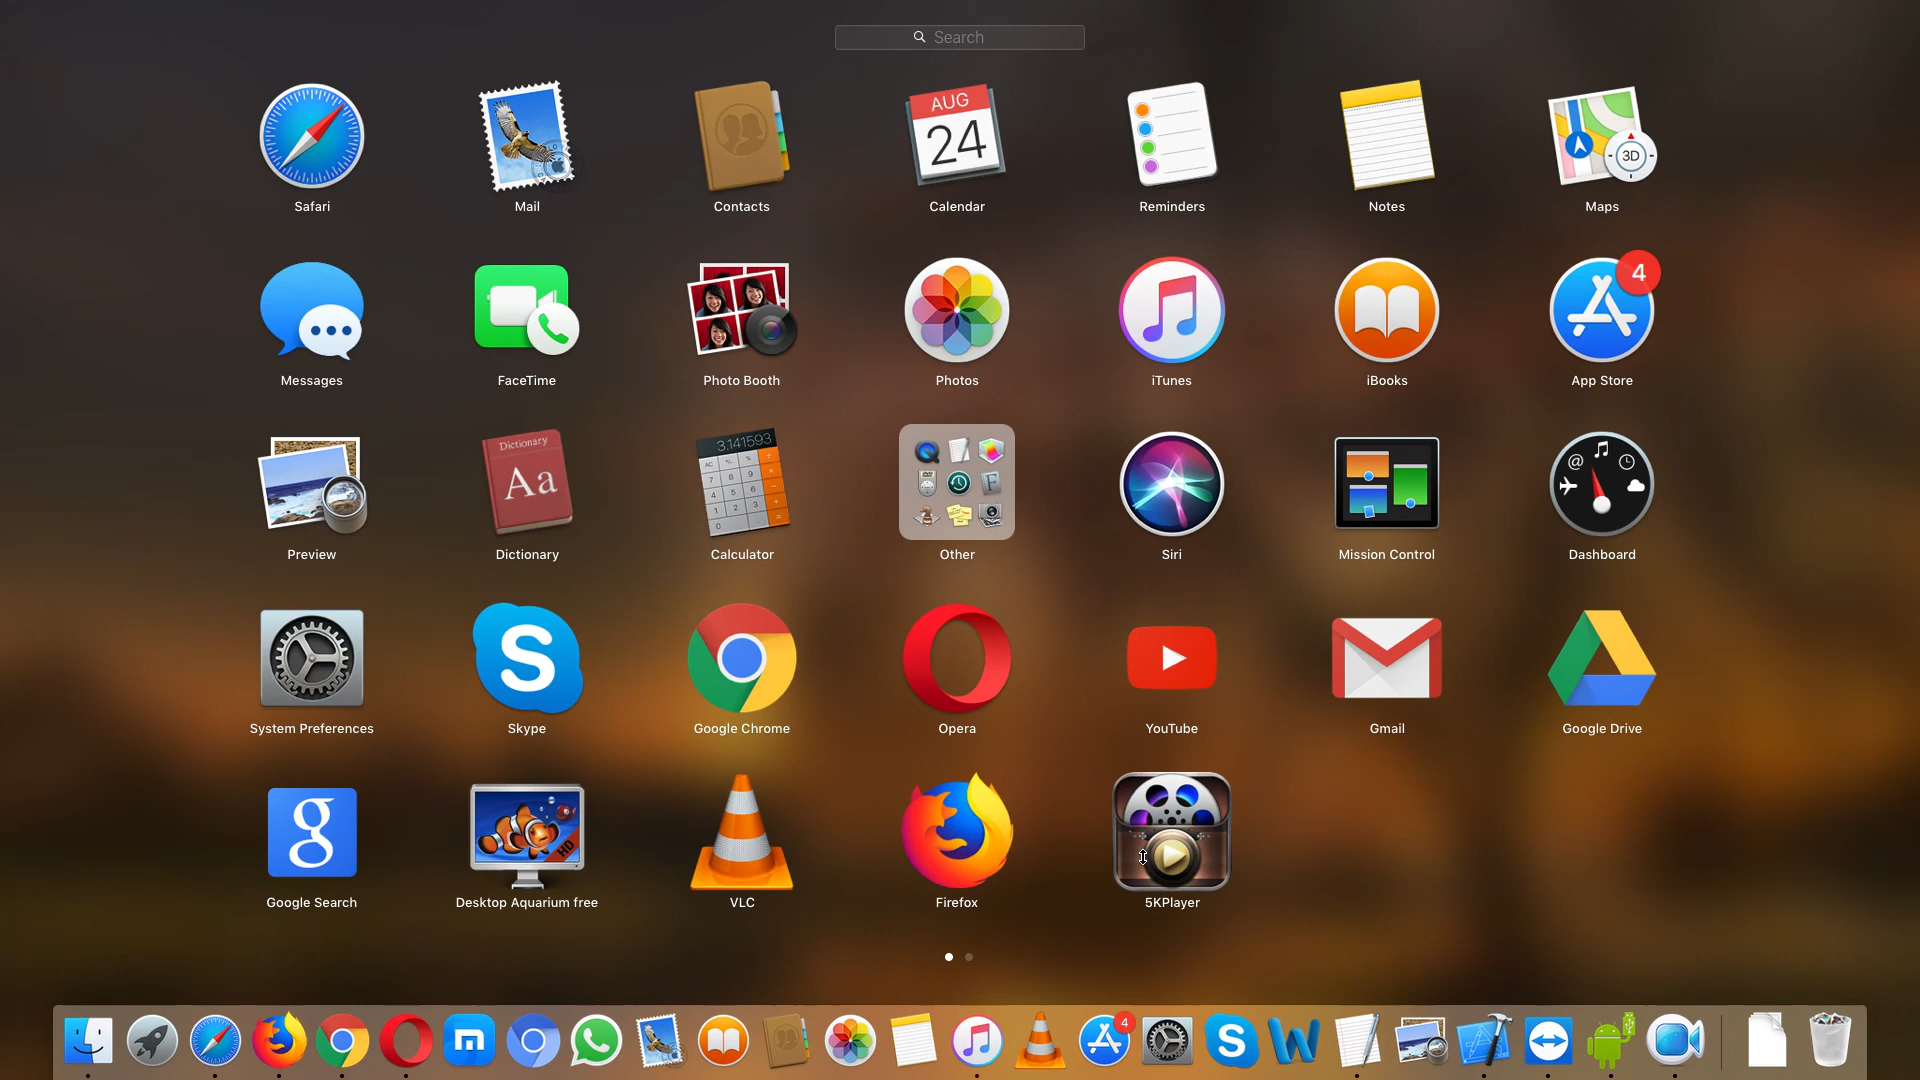 Search
AUG
24
3D
Safari
Mail
Contacts
Calendar
Reminders
Notes
Maps
4
Messages
FaceTime
Photo Booth
Photos
iTunes
iBooks
App Store
Dictionary
Aa
3.141593
Preview
Dictionary
Calculator
Other
Siri
Mission Control
Dashboard
S
System Preferences
Skype
Google Chrome
Opera
YouTube
Gmail
Google Drive
g
HD
Google Search
Desktop Aquarium free
VLC
Firefox
5KPlayer
m
4
S
W